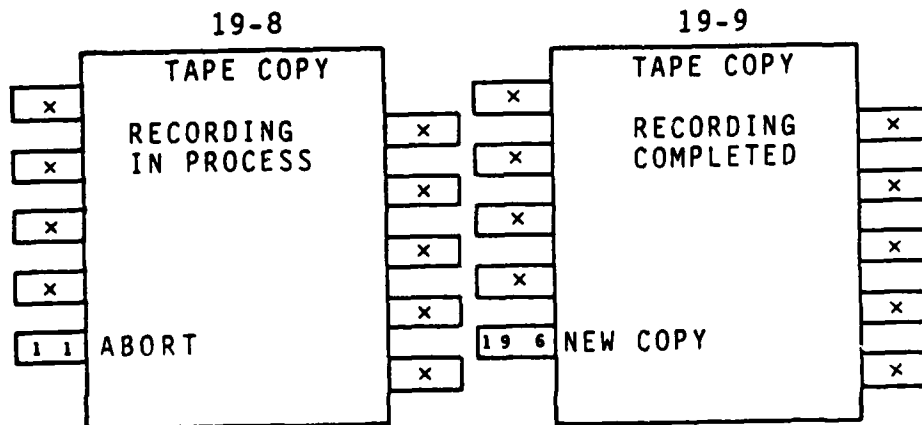 19-8
TAPE COPY
RECORDING
IN PROCESS
x
x
x
x
1 1 ABORT
x
x
x
x
x
19-9
TAPE COPY
RECORDING
COMPLETED
x
x
x
x
19 6 NEW COPY
x
x
x
x
x